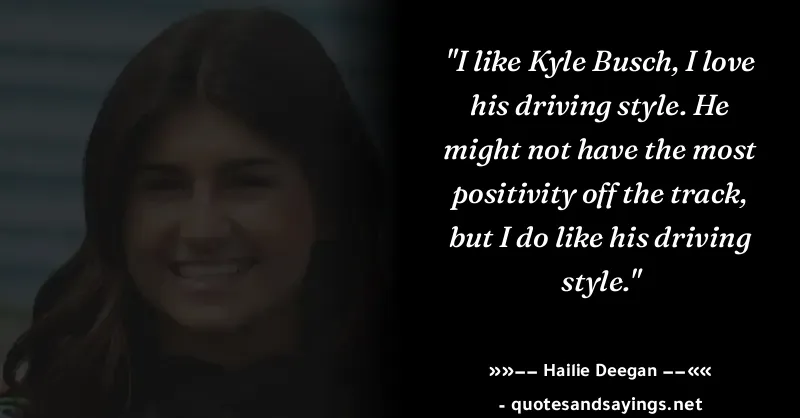 "I like Kyle Busch, I love
his driving style. He
might not have the most
positivity off the track,
but I do like his driving
style."
»»−− Hailie Deegan −−««
- quotesandsayings.net